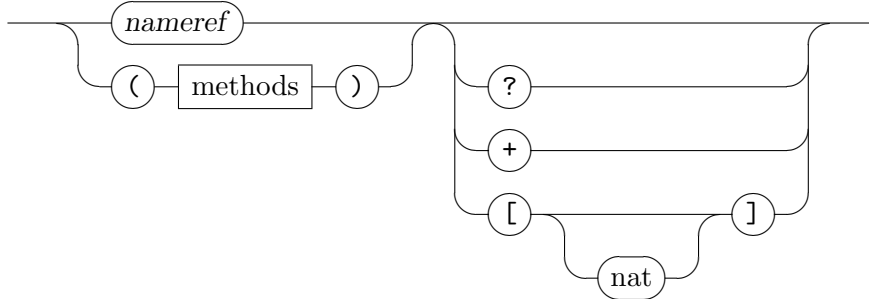 nameref
( methods ) ?
+
[ ]
nat